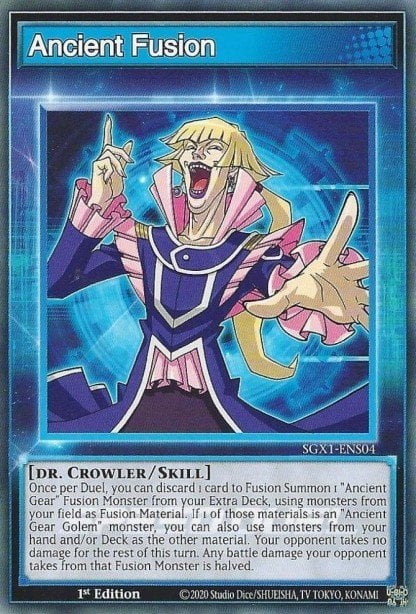 Ancient Fusion
SGX1-ENS04
[DR. CROWLER/SKILL]
Once per Duel, you can discard 1 card to Fusion Summon 1 "Ancient
Gear" Fusion Monster from your Extra Deck, using monsters from
your field as Fusion Material. If 1 of those materials is an "Ancient
Gear Golem" monster, you can also use monsters from your
hand and/or Deck as the other material. Your opponent takes no
damage for the rest of this turn. Any battle damage your opponent
takes from that Fusion Monster is halved.
1st Edition
©2020 Studio Dice/SHUEISHA, TV TOKYO, KONAMI